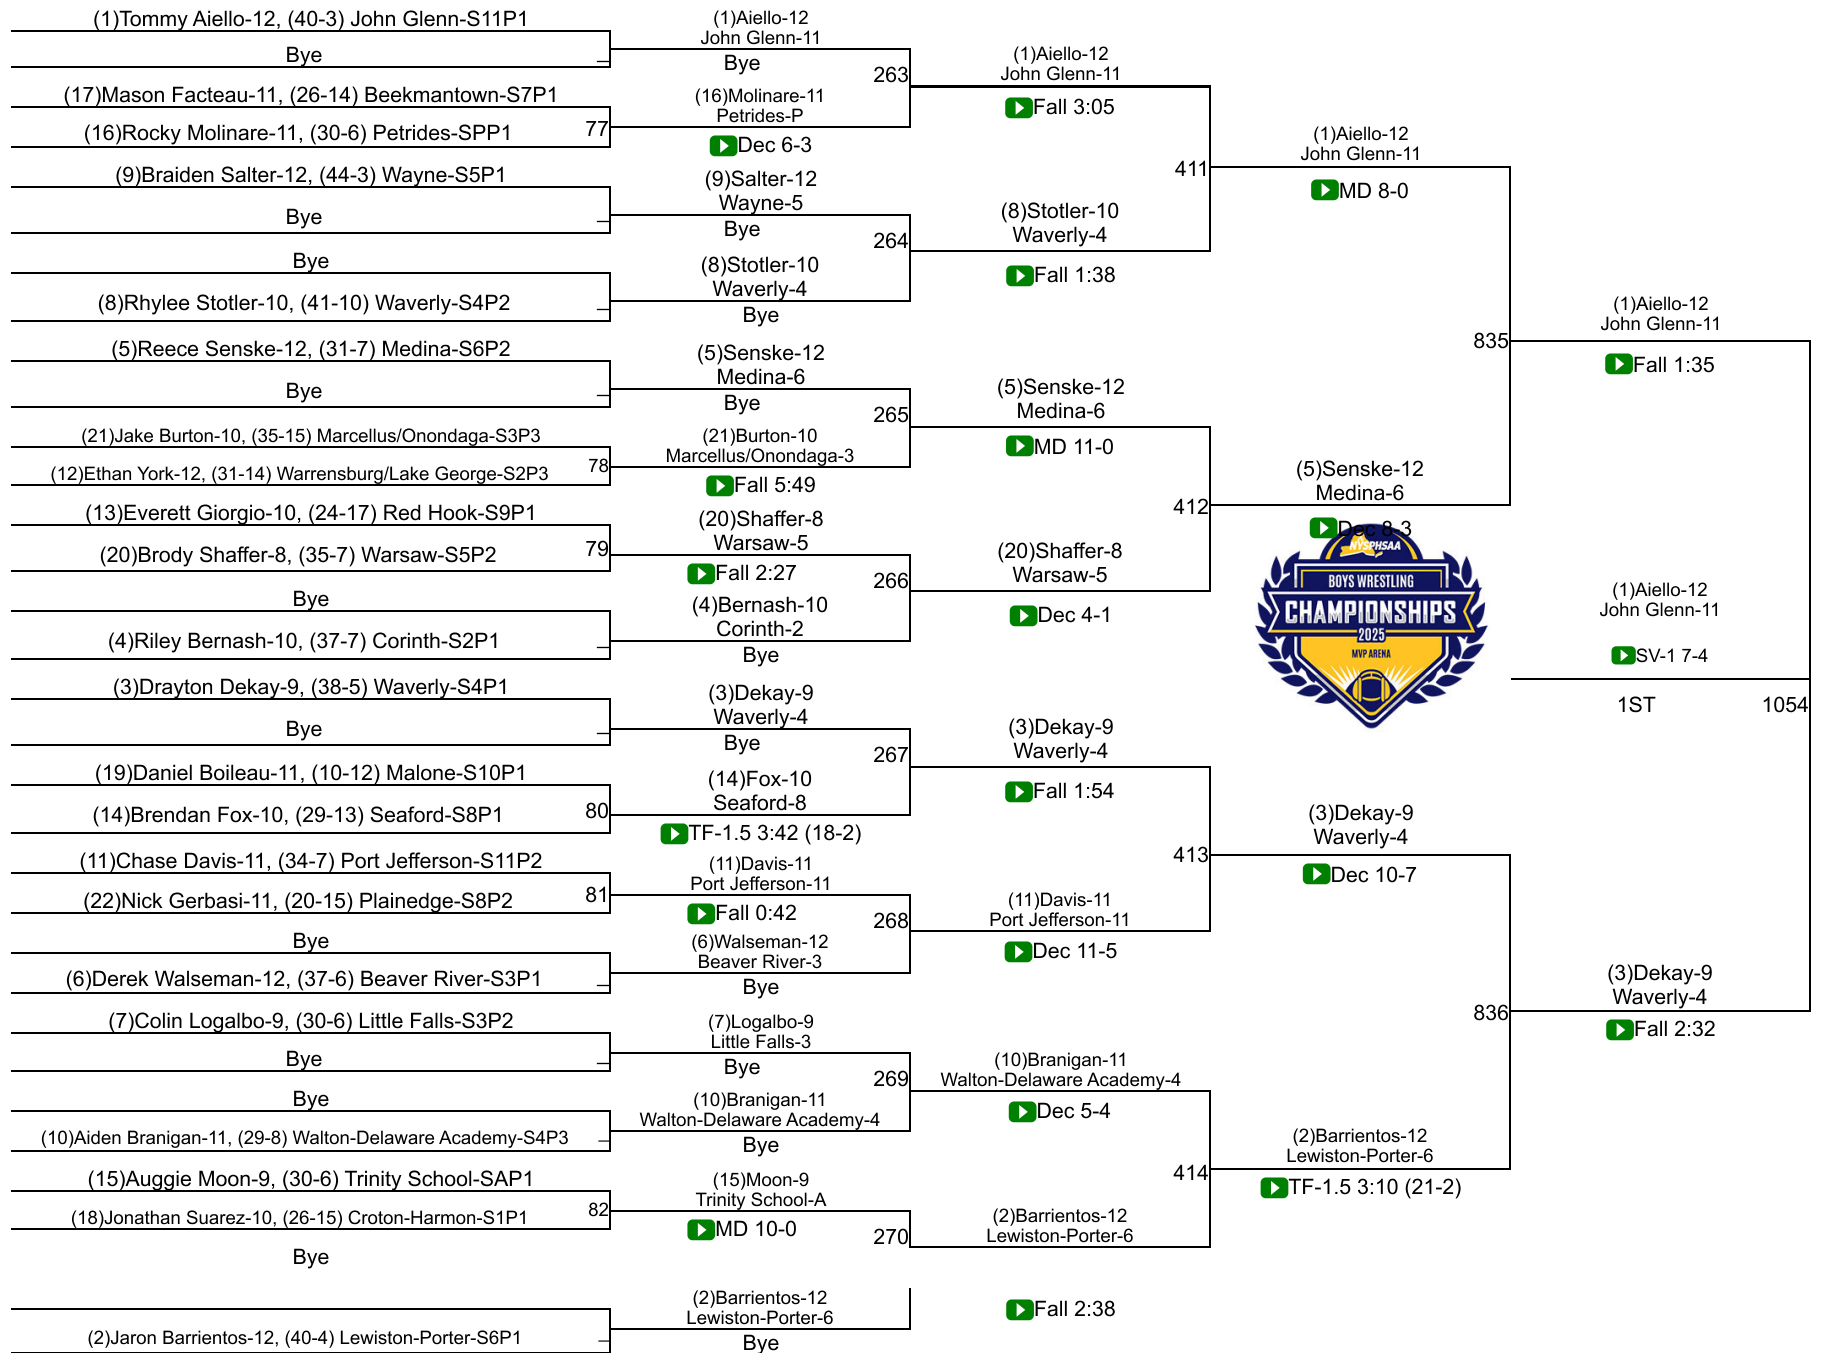 (1)Tommy Aiello-12, (40-3) John Glenn-S11P1
Bye
(17)Mason Facteau-11, (26-14) Beekmantown-S7P1
(16)Rocky Molinare-11, (30-6) Petrides-SPP1
77
(9)Braiden Salter-12, (44-3) Wayne-S5P1
Bye
Bye
(8)Rhylee Stotler-10, (41-10) Waverly-S4P2
(5)Reece Senske-12, (31-7) Medina-S6P2
Bye
(21)Jake Burton-10, (35-15) Marcellus/Onondaga-S3P3
(12)Ethan York-12, (31-14) Warrensburg/Lake George-S2P3
78
(13)Everett Giorgio-10, (24-17) Red Hook-S9P1
(20)Brody Shaffer-8, (35-7) Warsaw-S5P2
79
Bye
(4)Riley Bernash-10, (37-7) Corinth-S2P1
(3)Drayton Dekay-9, (38-5) Waverly-S4P1
Bye
(19)Daniel Boileau-11, (10-12) Malone-S10P1
(14)Brendan Fox-10, (29-13) Seaford-S8P1
80
(11)Chase Davis-11, (34-7) Port Jefferson-S11P2
(22)Nick Gerbasi-11, (20-15) Plainedge-S8P2
81
Bye
(6)Derek Walseman-12, (37-6) Beaver River-S3P1
(7)Colin Logalbo-9, (30-6) Little Falls-S3P2
Bye
Bye
(10)Aiden Branigan-11, (29-8) Walton-Delaware Academy-S4P3
(15)Auggie Moon-9, (30-6) Trinity School-SAP1
(18)Jonathan Suarez-10, (26-15) Croton-Harmon-S1P1
82
Bye
(2)Jaron Barrientos-12, (40-4) Lewiston-Porter-S6P1
(1)Aiello-12
John Glenn-11
Bye
263
(16)Molinare-11
Petrides-P
Dec 6-3
(9)Salter-12
Wayne-5
Bye
264
(8)Stotler-10
Waverly-4
Bye
(5)Senske-12
Medina-6
Bye
265
(21)Burton-10
Marcellus/Onondaga-3
Fall 5:49
(20)Shaffer-8
Warsaw-5
Fall 2:27
266
(4)Bernash-10
Corinth-2
Bye
(3)Dekay-9
Waverly-4
Bye
267
(14)Fox-10
Seaford-8
TF-1.5 3:42 (18-2)
(11)Davis-11
Port Jefferson-11
Fall 0:42
268
(6)Walseman-12
Beaver River-3
Bye
(7)Logalbo-9
Little Falls-3
Bye
269
(10)Branigan-11
Walton-Delaware Academy-4
Bye
(15)Moon-9
Trinity School-A
MD 10-0
270
(2)Barrientos-12
Lewiston-Porter-6
Bye
(1)Aiello-12
John Glenn-11
Fall 3:05
411
(8)Stotler-10
Waverly-4
Fall 1:38
(5)Senske-12
Medina-6
MD 11-0
412
(20)Shaffer-8
Warsaw-5
Dec 4-1
(3)Dekay-9
Waverly-4
Fall 1:54
413
(11)Davis-11
Port Jefferson-11
Dec 11-5
(10)Branigan-11
Walton-Delaware Academy-4
Dec 5-4
414
(2)Barrientos-12
Lewiston-Porter-6
Fall 2:38
(1)Aiello-12
John Glenn-11
MD 8-0
835
(5)Senske-12
Medina-6
Dec 8-3
NYSPHSAA
BOYS WRESTLING
CHAMPIONSHIPS
2025
MVP ARENA
(3)Dekay-9
Waverly-4
Dec 10-7
836
(2)Barrientos-12
Lewiston-Porter-6
TF-1.5 3:10 (21-2)
(1)Aiello-12
John Glenn-11
Fall 1:35
(1)Aiello-12
John Glenn-11
SV-1 7-4
1ST
1054
(3)Dekay-9
Waverly-4
Fall 2:32